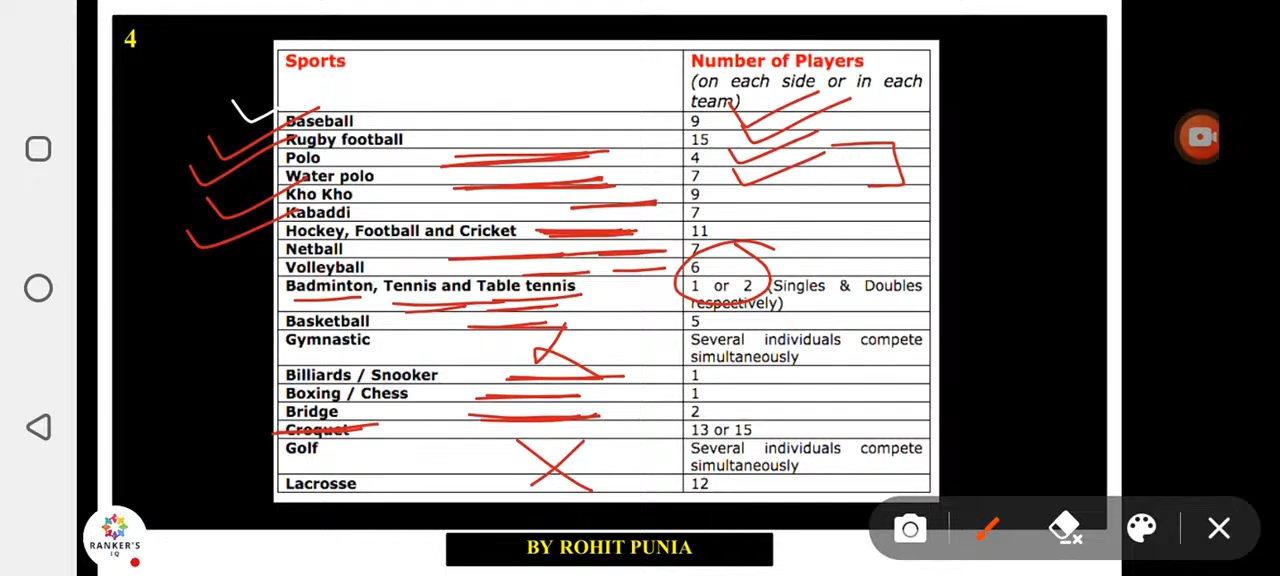 4
Sports
Number of Players
(on each side or in each
team)
Baseball
9
Rugby football
15
Polo
4
Water polo
7
Kho Kho
9
Kabaddi
7
Hockey, Football and Cricket
11
Netball
7
Volleyball
6
Badminton, Tennis and Table tennis
1 or 2 (Singles & Doubles
respectively)
Basketball
5
Gymnastic
Several individuals compete
simultaneously
Billiards / Snooker
1
Boxing / Chess
1
Bridge
2
Croquet
13 or 15
Golf
Several individuals compete
simultaneously
Lacrosse
12
RANKER'S
IQ
BY ROHIT PUNIA